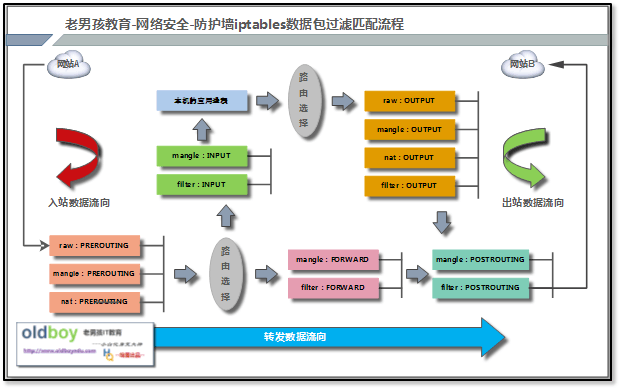 老男孩教育-网络安全-防护墙iptables数据包过滤匹配流程
网站A
网站B
本机的应用进程
路由选择
raw：OUTPUT
mangle：OUTPUT
nat：OUTPUT
filter：OUTPUT
mangle：INPUT
filter：INPUT
入站数据流向
出站数据流向
raw：PREROUTING
mangle：PREROUTING
nat：PREROUTING
路由选择
mangle：FORWARD
filter：FORWARD
mangle：POSTROUTING
filter：POSTROUTING
oldboy 老男孩IT教育
http://www.oldboyedu.com
转发数据流向